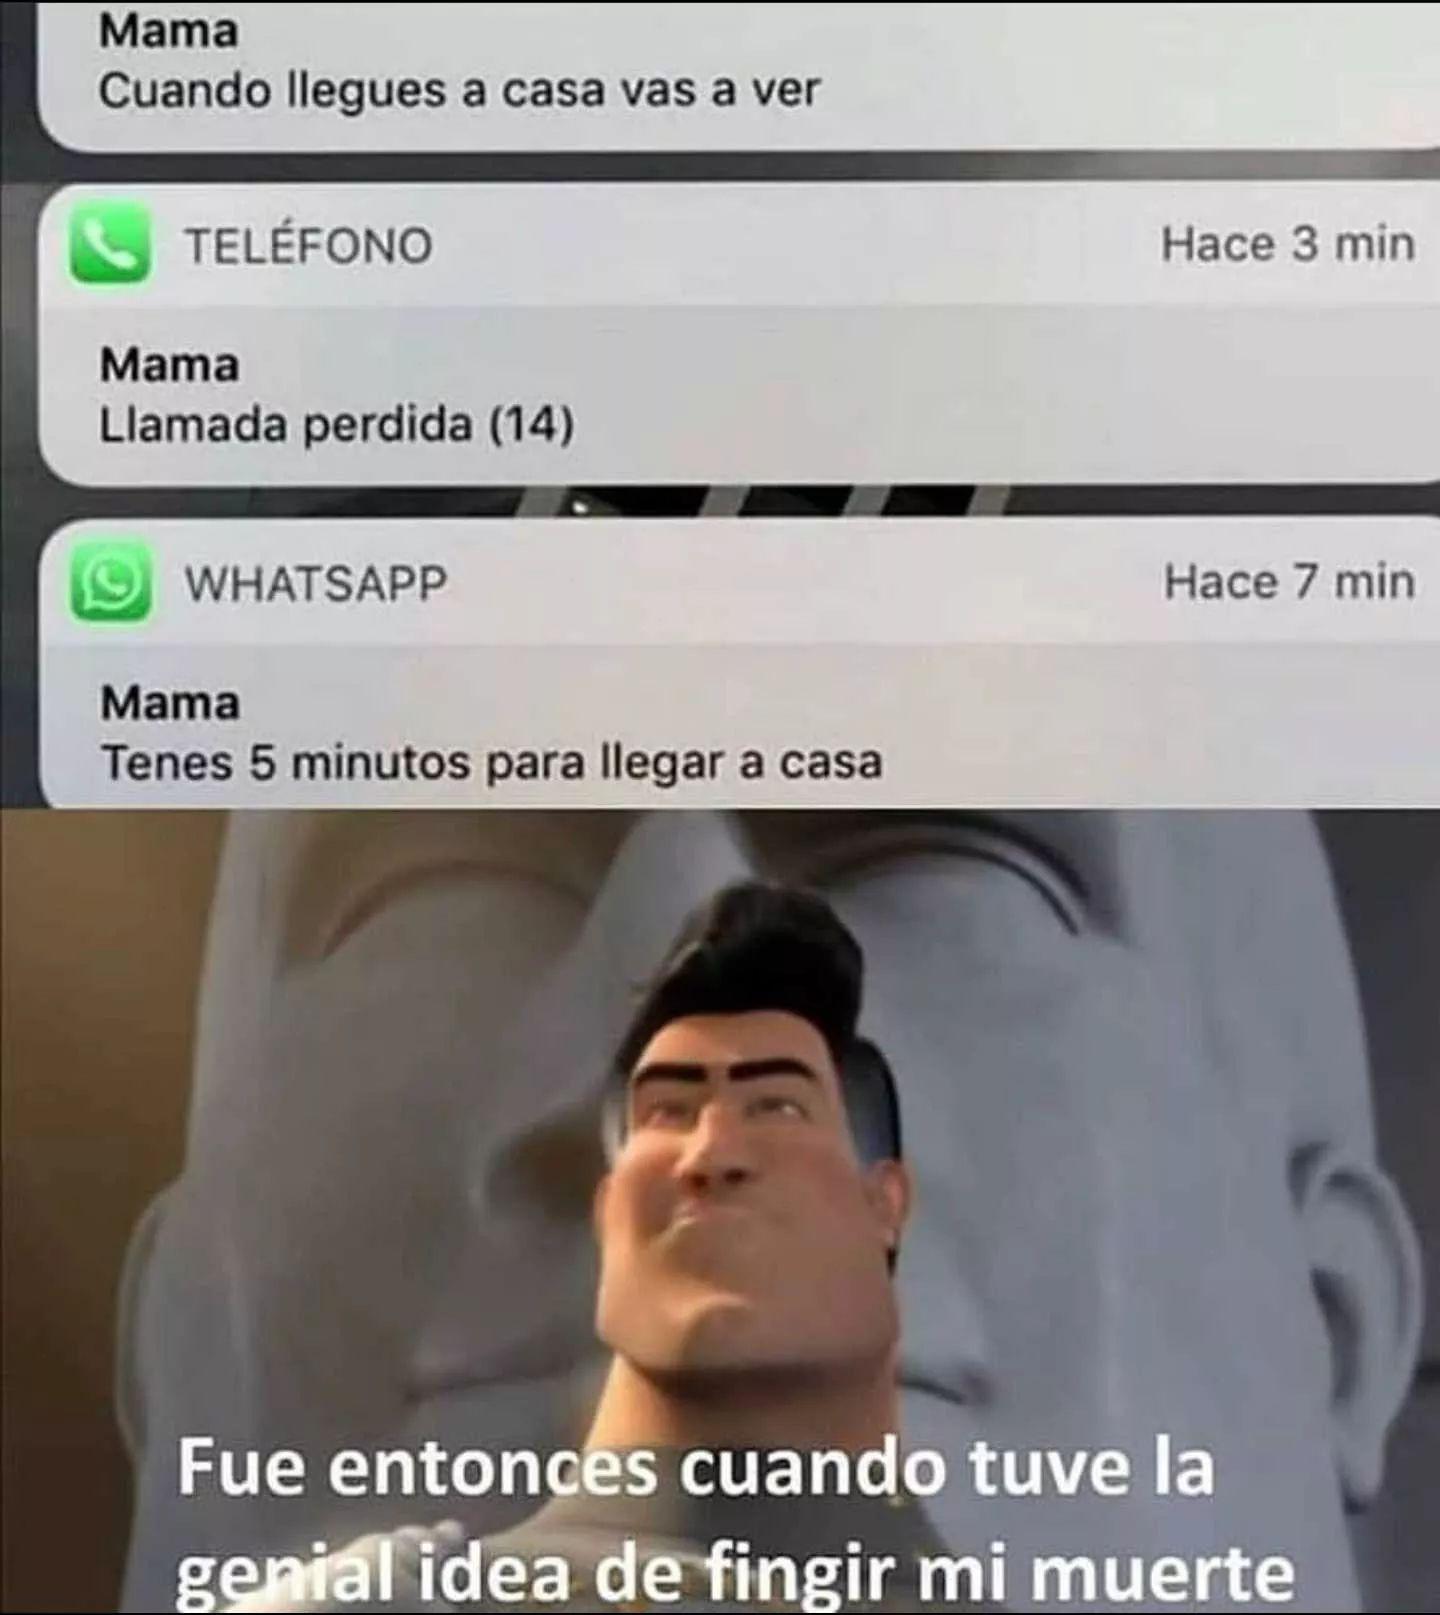 Mama
Cuando llegues a casa vas a ver
TELÉFONO
Hace 3 min
Mama
Llamada perdida (14)
WHATSAPP
Hace 7 min
Mama
Tenes 5 minutos para llegar a casa
Fue entonces cuando tuve la
genial idea de fingir mi muerte